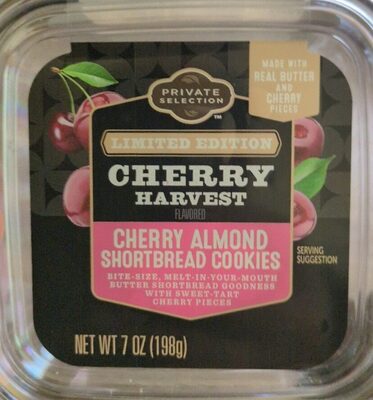 MADE WITH
REAL BUTTER
AND
CHERRY
PIECES
PRIVATE
SELECTION
TM
LIMITED EDITION
CHERRY
HARVEST
FLAVORED
CHERRY ALMOND
SHORTBREAD COOKIES
BITE-SIZE, MELT-IN-YOUR-MOUTH
BUTTER SHORTBREAD GOODNESS
WITH SWEET-TART
CHERRY PIECES
SERVING
SUGGESTION
NET WT 7 OZ (198g)